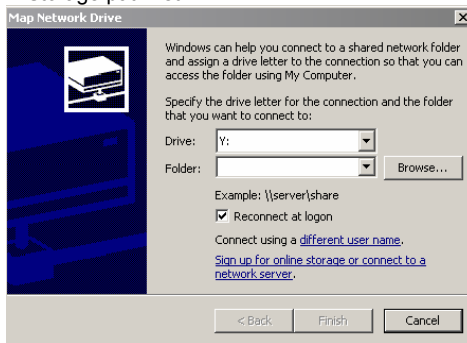 Map Network Drive
Windows can help you connect to a shared network folder
and assign a drive letter to the connection so that you can
access the folder using My Computer.
Specify the drive letter for the connection and the folder
that you want to connect to:
Drive: Y:
Folder: Browse...
Example: \\server\share
Reconnect at logon
Connect using a different user name.
Sign up for online storage or connect to a
network server.
< Back Finish Cancel